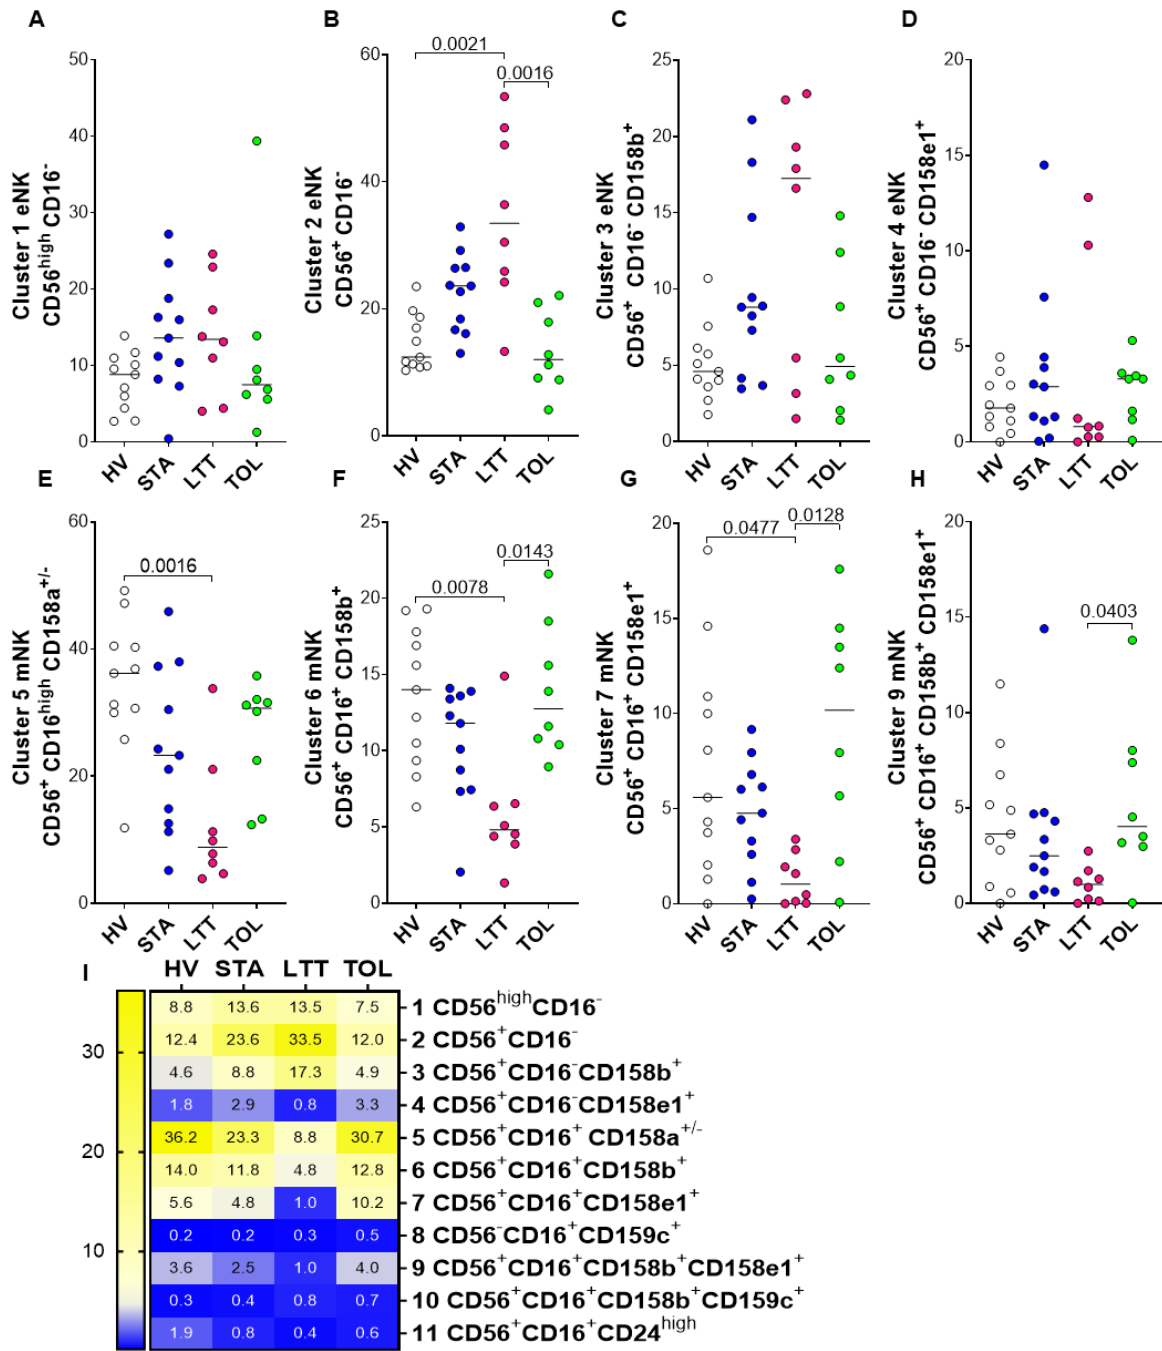 A
Cluster 1 eNK
CD56high CD16-
50
40
30
20
10
0
HV
STA
LTT
TOL
B
Cluster 2 eNK
CD56+ CD16-
60
40
20
0
0.0021
0.0016
HV
STA
LTT
TOL
C
Cluster 3 eNK
CD56+ CD16- CD158b+
25
20
15
10
5
0
HV
STA
LTT
TOL
D
Cluster 4 eNK
CD56+ CD16- CD158e1+
20
15
10
5
0
HV
STA
LTT
TOL
E
Cluster 5 mNK
CD56+ CD16high CD158a+/-
60
40
20
0
0.0016
HV
STA
LTT
TOL
F
Cluster 6 mNK
CD56+ CD16+ CD158b+
25
20
15
10
5
0
0.0078
0.0143
HV
STA
LTT
TOL
G
Cluster 7 mNK
CD56+ CD16+ CD158e1+
20
15
10
5
0
0.0477
0.0128
HV
STA
LTT
TOL
H
Cluster 9 mNK
CD56+ CD16+ CD158b+ CD158e1+
20
15
10
5
0
0.0403
HV
STA
LTT
TOL
I
30
20
10
HV STA LTT TOL
8.8 13.6 13.5 7.5 1 CD56highCD16-
12.4 23.6 33.5 12.0 2 CD56+CD16-
4.6 8.8 17.3 4.9 3 CD56+CD16-CD158b+
1.8 2.9 0.8 3.3 4 CD56+CD16-CD158e1+
36.2 23.3 8.8 30.7 5 CD56+CD16+ CD158a+/-
14.0 11.8 4.8 12.8 6 CD56+CD16+CD158b+
5.6 4.8 1.0 10.2 7 CD56+CD16+CD158e1+
0.2 0.2 0.3 0.5 8 CD56-CD16+CD159c+
3.6 2.5 1.0 4.0 9 CD56+CD16+CD158b+CD158e1+
0.3 0.4 0.8 0.7 10 CD56+CD16+CD158b+CD159c+
1.9 0.8 0.4 0.6 11 CD56+CD16+CD24high